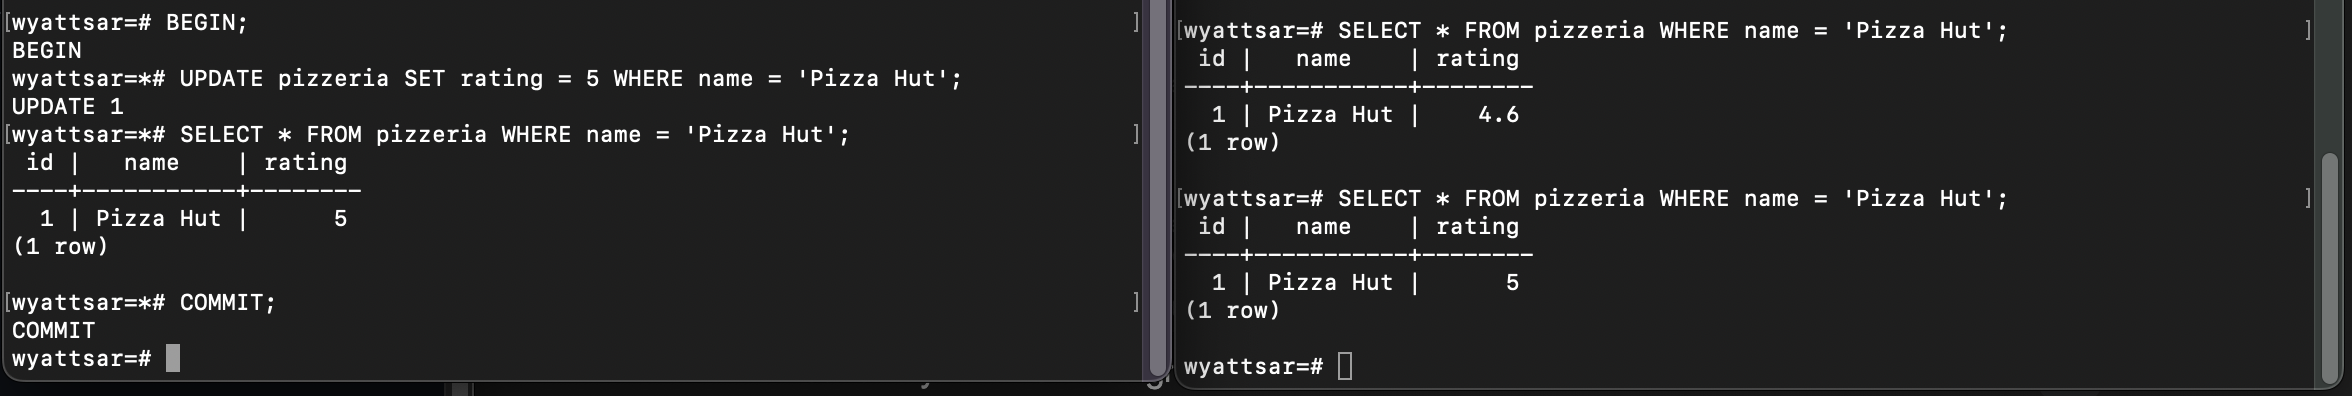 [wyattsar=# BEGIN; ]
BEGIN
wyattsar=*# UPDATE pizzeria SET rating = 5 WHERE name = 'Pizza Hut';
UPDATE 1
[wyattsar=*# SELECT * FROM pizzeria WHERE name = 'Pizza Hut'; ]
 id |   name    | rating
----+-----------+--------
  1 | Pizza Hut |      5
(1 row)
[wyattsar=*# COMMIT; ]
COMMIT
wyattsar=#
[wyattsar=# SELECT * FROM pizzeria WHERE name = 'Pizza Hut'; ]
 id |   name    | rating
----+-----------+--------
  1 | Pizza Hut |    4.6
(1 row)
[wyattsar=# SELECT * FROM pizzeria WHERE name = 'Pizza Hut'; ]
 id |   name    | rating
----+-----------+--------
  1 | Pizza Hut |      5
(1 row)
wyattsar=#